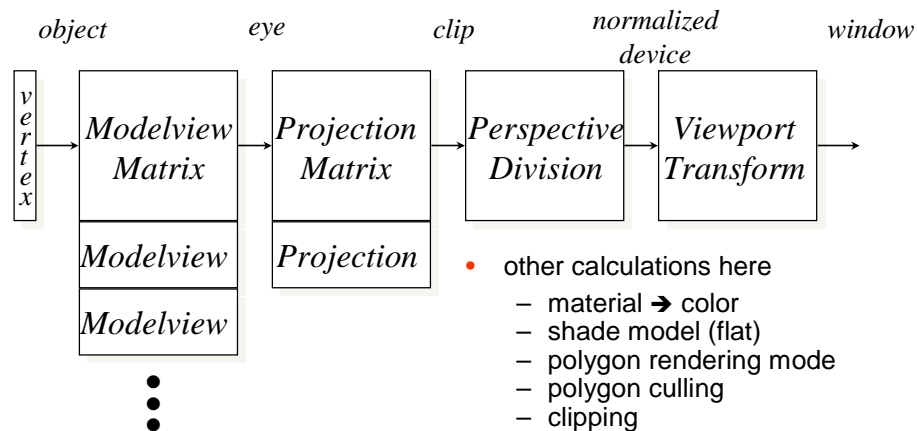 object
eye
clip
normalized
device
window
vertex
Modelview
Matrix
Projection
Matrix
Perspective
Division
Viewport
Transform
Modelview
Projection
Modelview
• other calculations here
– material ➔ color
– shade model (flat)
– polygon rendering mode
– polygon culling
– clipping